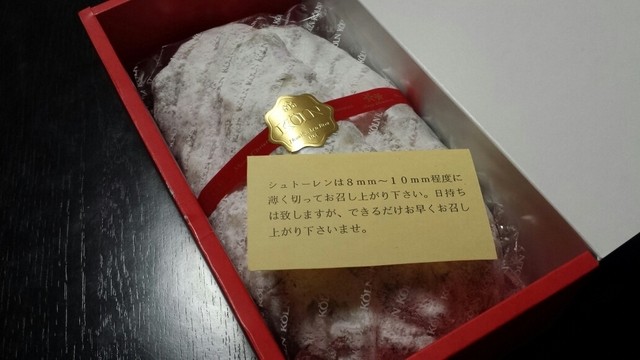 KÖLN
シュトーレンは８mm～１０mm程度に
薄く切ってお召し上がり下さい。日持ち
は致しますが、できるだけお早くお召し
上がり下さいませ。
KÖLN KÖLN